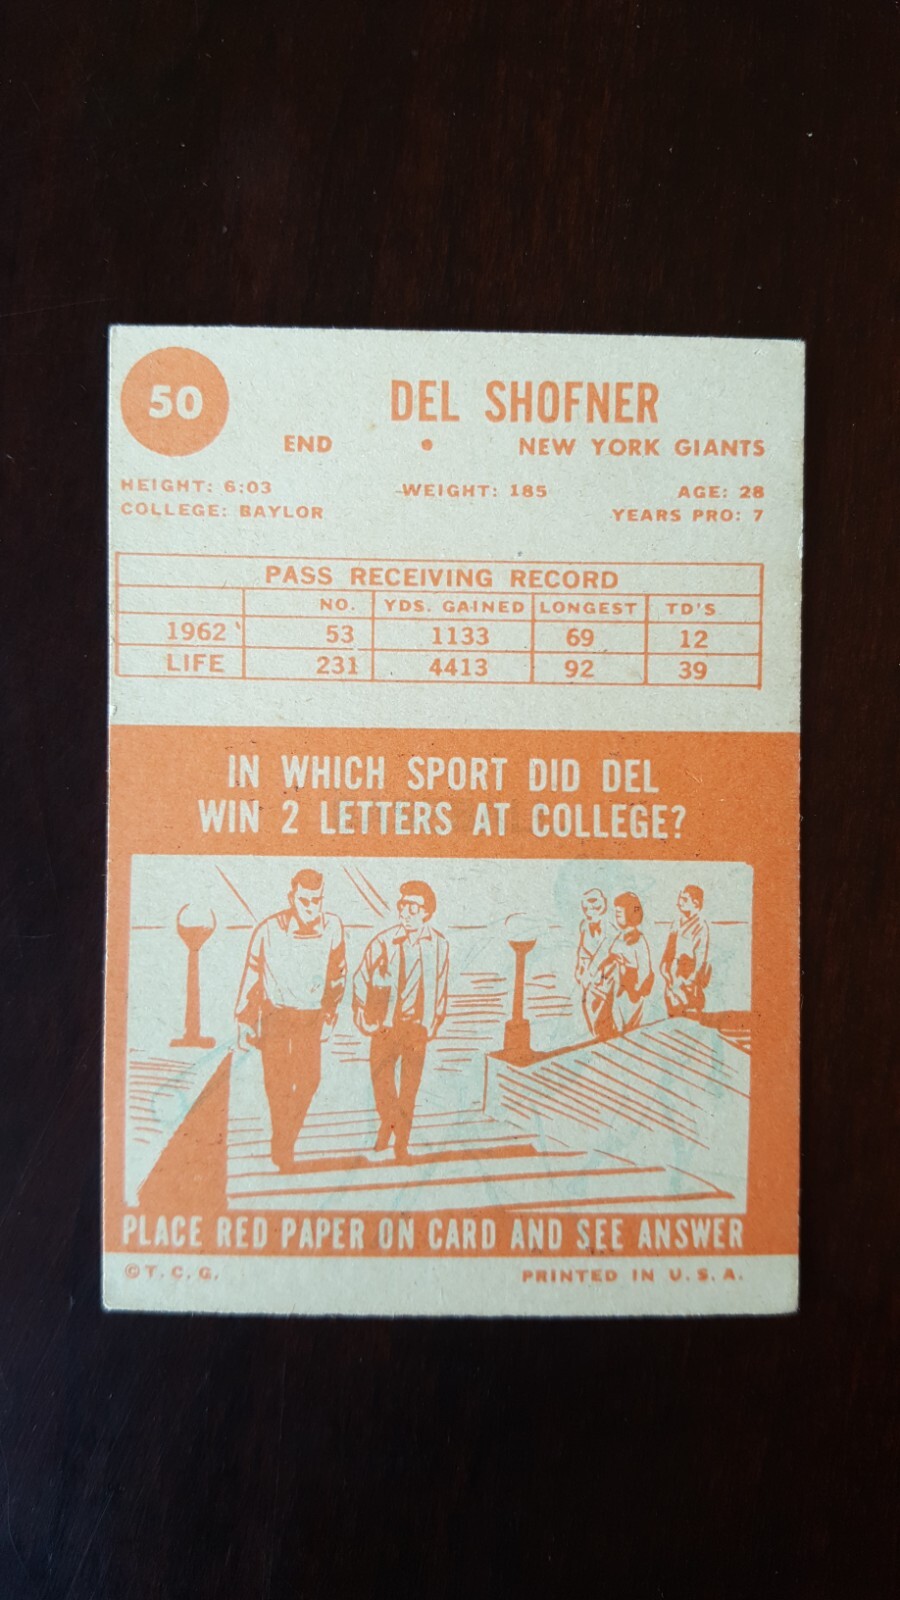 50
DEL SHOFNER
END • NEW YORK GIANTS
HEIGHT: 6:03 WEIGHT: 185 AGE: 28
COLLEGE: BAYLOR YEARS PRO: 7
PASS RECEIVING RECORD
NO. YDS. GAINED LONGEST TD'S
1962 53 1133 69 12
LIFE 231 4413 92 39
IN WHICH SPORT DID DEL
WIN 2 LETTERS AT COLLEGE?
PLACE RED PAPER ON CARD AND SEE ANSWER
©T.C.G. PRINTED IN U.S.A.